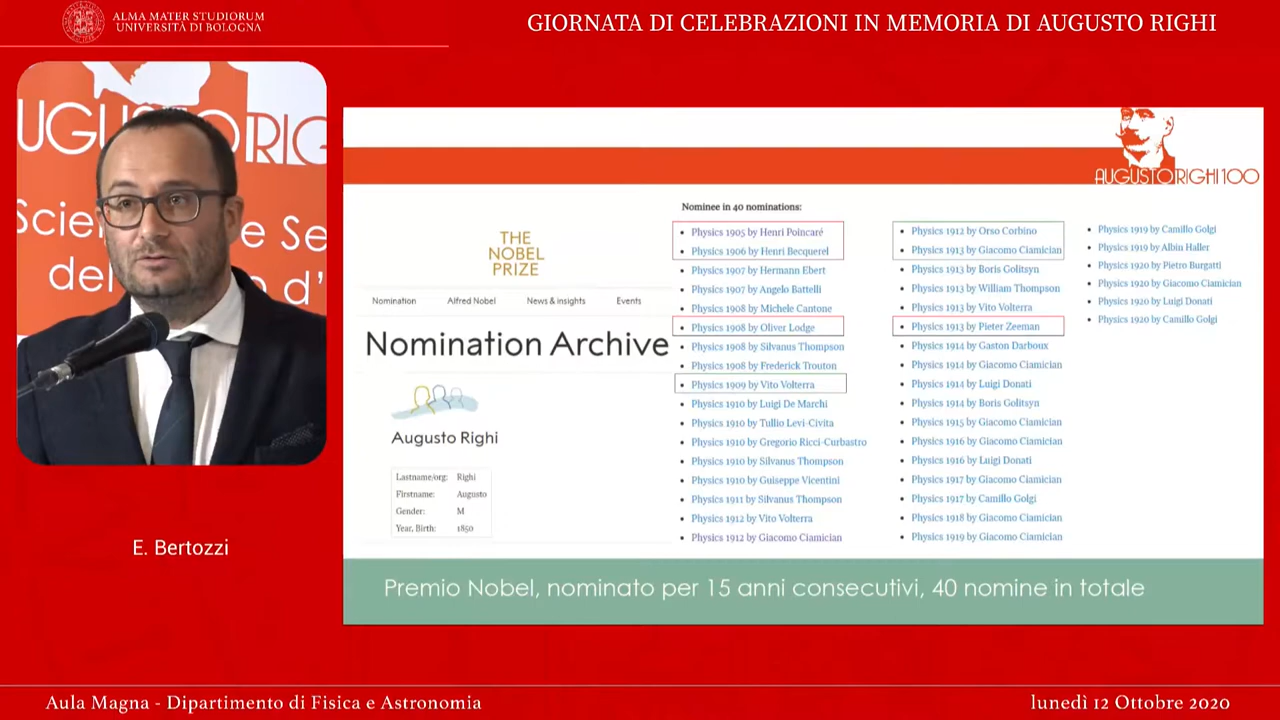 ALMA MATER STUDIORUM
UNIVERSITÀ DI BOLOGNA
GIORNATA DI CELEBRAZIONI IN MEMORIA DI AUGUSTO RIGHI
AUGUSTORIGHI100
THE
NOBEL
PRIZE
Nomination Alfred Nobel News & insights Events
Nomination Archive
Augusto Righi
Lastname/org: Righi
Firstname: Augusto
Gender: M
Year, Birth: 1850
Nominee in 40 nominations:
Physics 1905 by Henri Poincaré
Physics 1906 by Henri Becquerel
Physics 1907 by Hermann Ebert
Physics 1907 by Angelo Battelli
Physics 1908 by Michele Cantone
Physics 1908 by Oliver Lodge
Physics 1908 by Silvanus Thompson
Physics 1908 by Frederick Trouton
Physics 1909 by Vito Volterra
Physics 1910 by Luigi De Marchi
Physics 1910 by Tullio Levi-Civita
Physics 1910 by Gregorio Ricci-Curbastro
Physics 1910 by Silvanus Thompson
Physics 1910 by Guiseppe Vicentini
Physics 1911 by Silvanus Thompson
Physics 1912 by Vito Volterra
Physics 1912 by Giacomo Ciamician
Physics 1912 by Orso Corbino
Physics 1913 by Giacomo Ciamician
Physics 1913 by Boris Golitsyn
Physics 1913 by William Thompson
Physics 1913 by Vito Volterra
Physics 1913 by Pieter Zeeman
Physics 1914 by Gaston Darboux
Physics 1914 by Giacomo Ciamician
Physics 1914 by Luigi Donati
Physics 1914 by Boris Golitsyn
Physics 1915 by Giacomo Ciamician
Physics 1916 by Giacomo Ciamician
Physics 1916 by Luigi Donati
Physics 1917 by Giacomo Ciamician
Physics 1917 by Camillo Golgi
Physics 1918 by Giacomo Ciamician
Physics 1919 by Giacomo Ciamician
Physics 1919 by Camillo Golgi
Physics 1919 by Albin Haller
Physics 1920 by Pietro Burgatti
Physics 1920 by Giacomo Ciamician
Physics 1920 by Luigi Donati
Physics 1920 by Camillo Golgi
Premio Nobel, nominato per 15 anni consecutivi, 40 nomine in totale
E. Bertozzi
Aula Magna - Dipartimento di Fisica e Astronomia
lunedì 12 Ottobre 2020